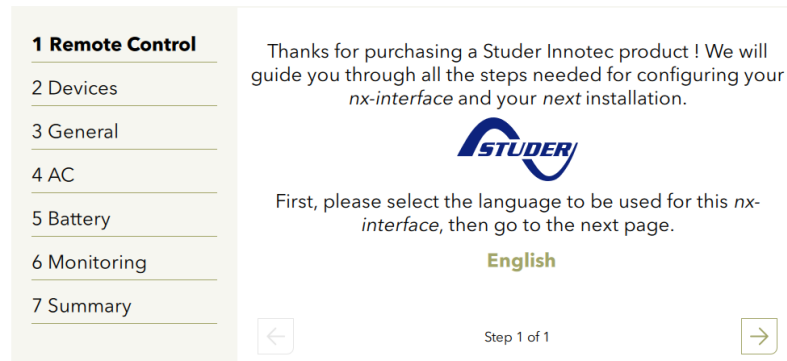 1 Remote Control
2 Devices
3 General
4 AC
5 Battery
6 Monitoring
7 Summary
Thanks for purchasing a Studer Innotec product ! We will
guide you through all the steps needed for configuring your
nx-interface and your next installation.
STUDER
First, please select the language to be used for this nx-
interface, then go to the next page.
English
Step 1 of 1